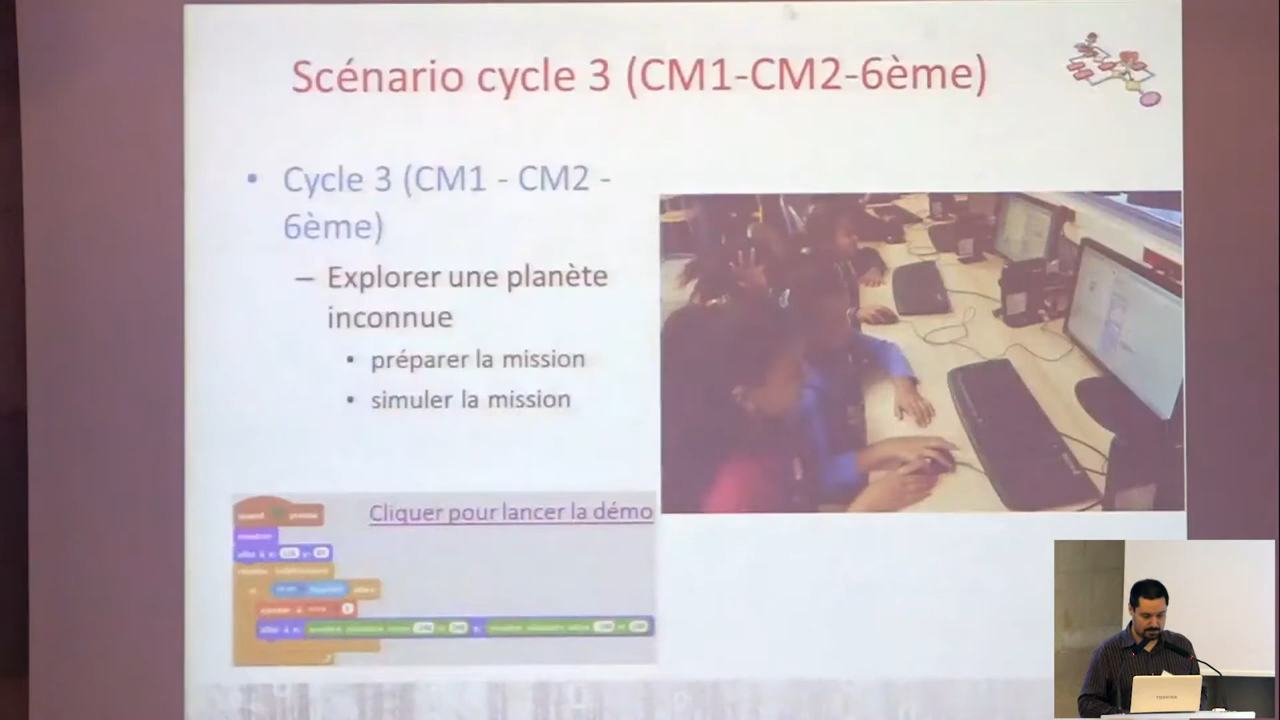 Scénario cycle 3 (CM1-CM2-6ème)
• Cycle 3 (CM1 - CM2 -
6ème)
– Explorer une planète
inconnue
• préparer la mission
• simuler la mission
Cliquer pour lancer la démo
TOSHIBA